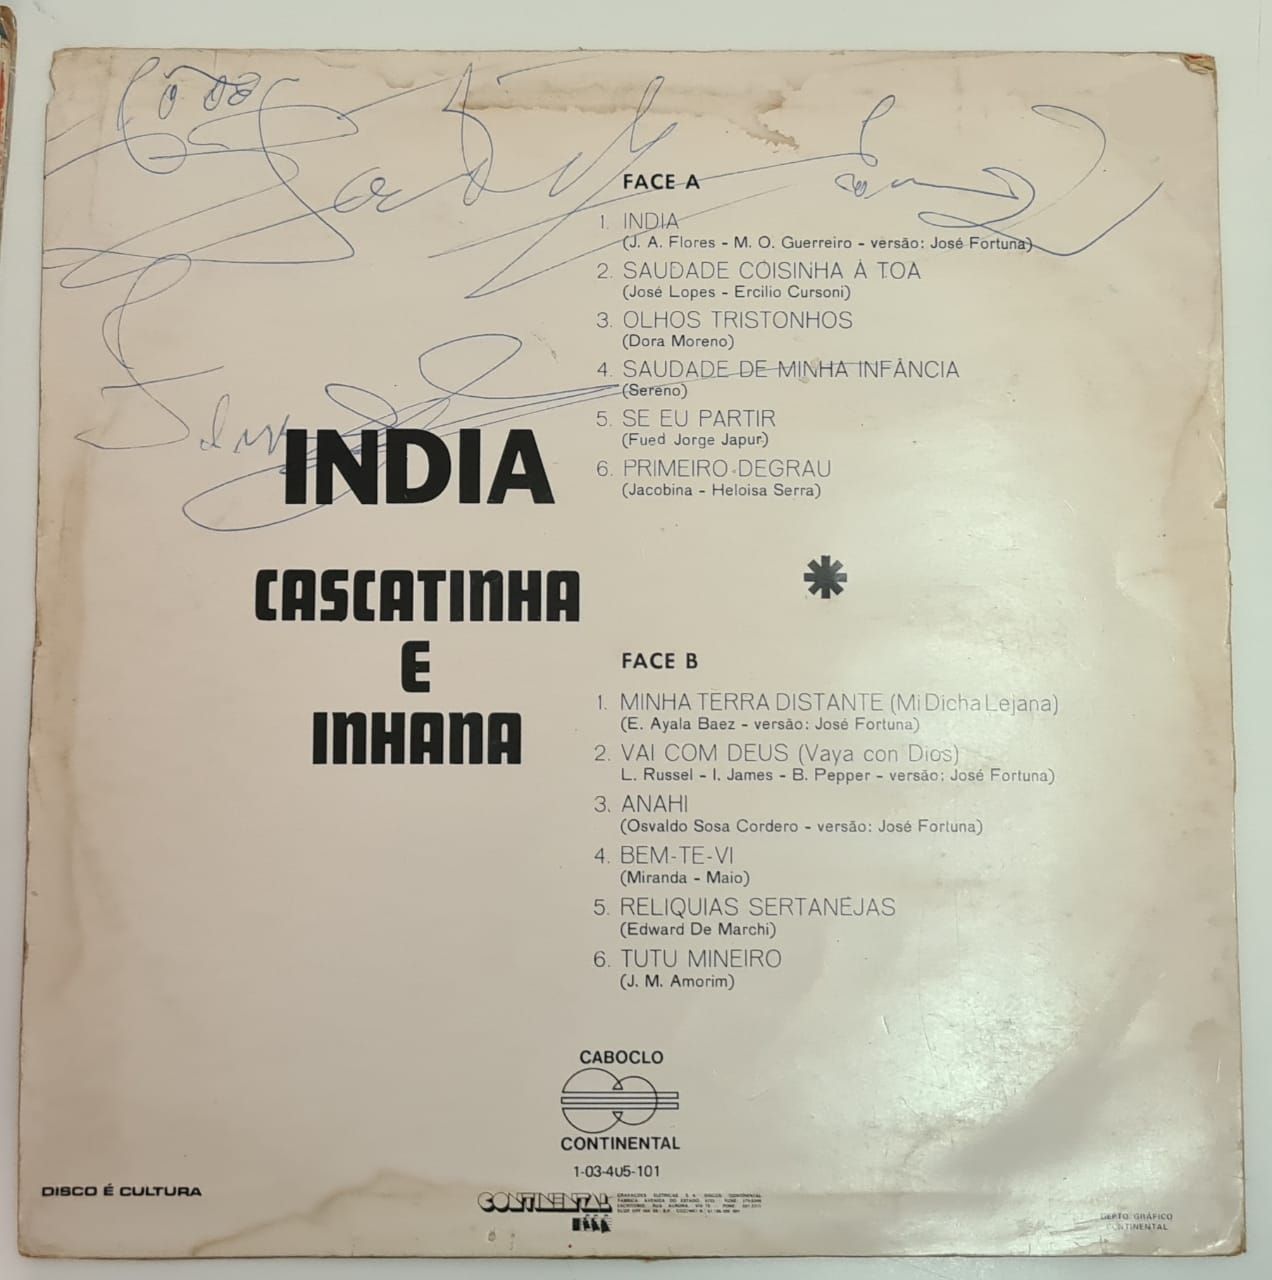 FACE A
1. INDIA
(J. A. Flores - M. O. Guerreiro - versão: José Fortuna)
2. SAUDADE COISINHA À TOA
(José Lopes - Ercilio Cursoni)
3. OLHOS TRISTONHOS
(Dora Moreno)
4. SAUDADE DE MINHA INFÂNCIA
(Sereno)
5. SE EU PARTIR
(Fued Jorge Japur)
6. PRIMEIRO DEGRAU
(Jacobina - Heloisa Serra)
INDIA
CASCATINHA
E
INHANA
FACE B
1. MINHA TERRA DISTANTE (Mi Dicha Lejana)
(E. Ayala Baez - versão: José Fortuna)
2. VAI COM DEUS (Vaya con Dios)
L. Russel - I. James - B. Pepper - versão: José Fortuna)
3. ANAHI
(Osvaldo Sosa Cordero - versão: José Fortuna)
4. BEM-TE-VI
(Miranda - Maio)
5. RELIQUIAS SERTANEJAS
(Edward De Marchi)
6. TUTU MINEIRO
(J. M. Amorim)
CABOCLO
CONTINENTAL
1-03-405-101
DISCO É CULTURA
CONTINENTAL
DEPTO. GRÁFICO
CONTINENTAL